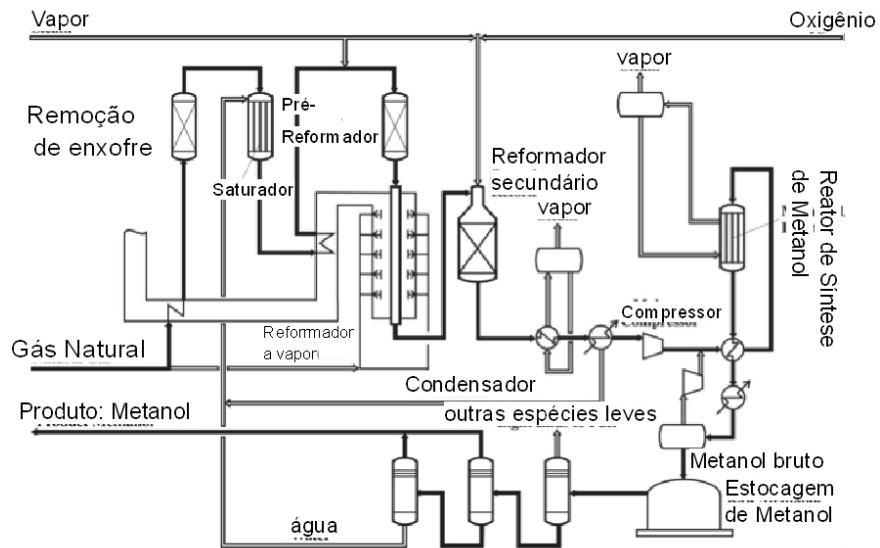 Vapor
Oxigênio
vapor
Remoção
de enxofre
Pré-
Reformador
Saturador
Reformador
secundário
vapor
Reator de Síntese
de Metanol
Compressor
Reformador
a vapor
Gás Natural
Condensador
Produto: Metanol
outras espécies leves
Metanol bruto
Estocagem
de Metanol
água